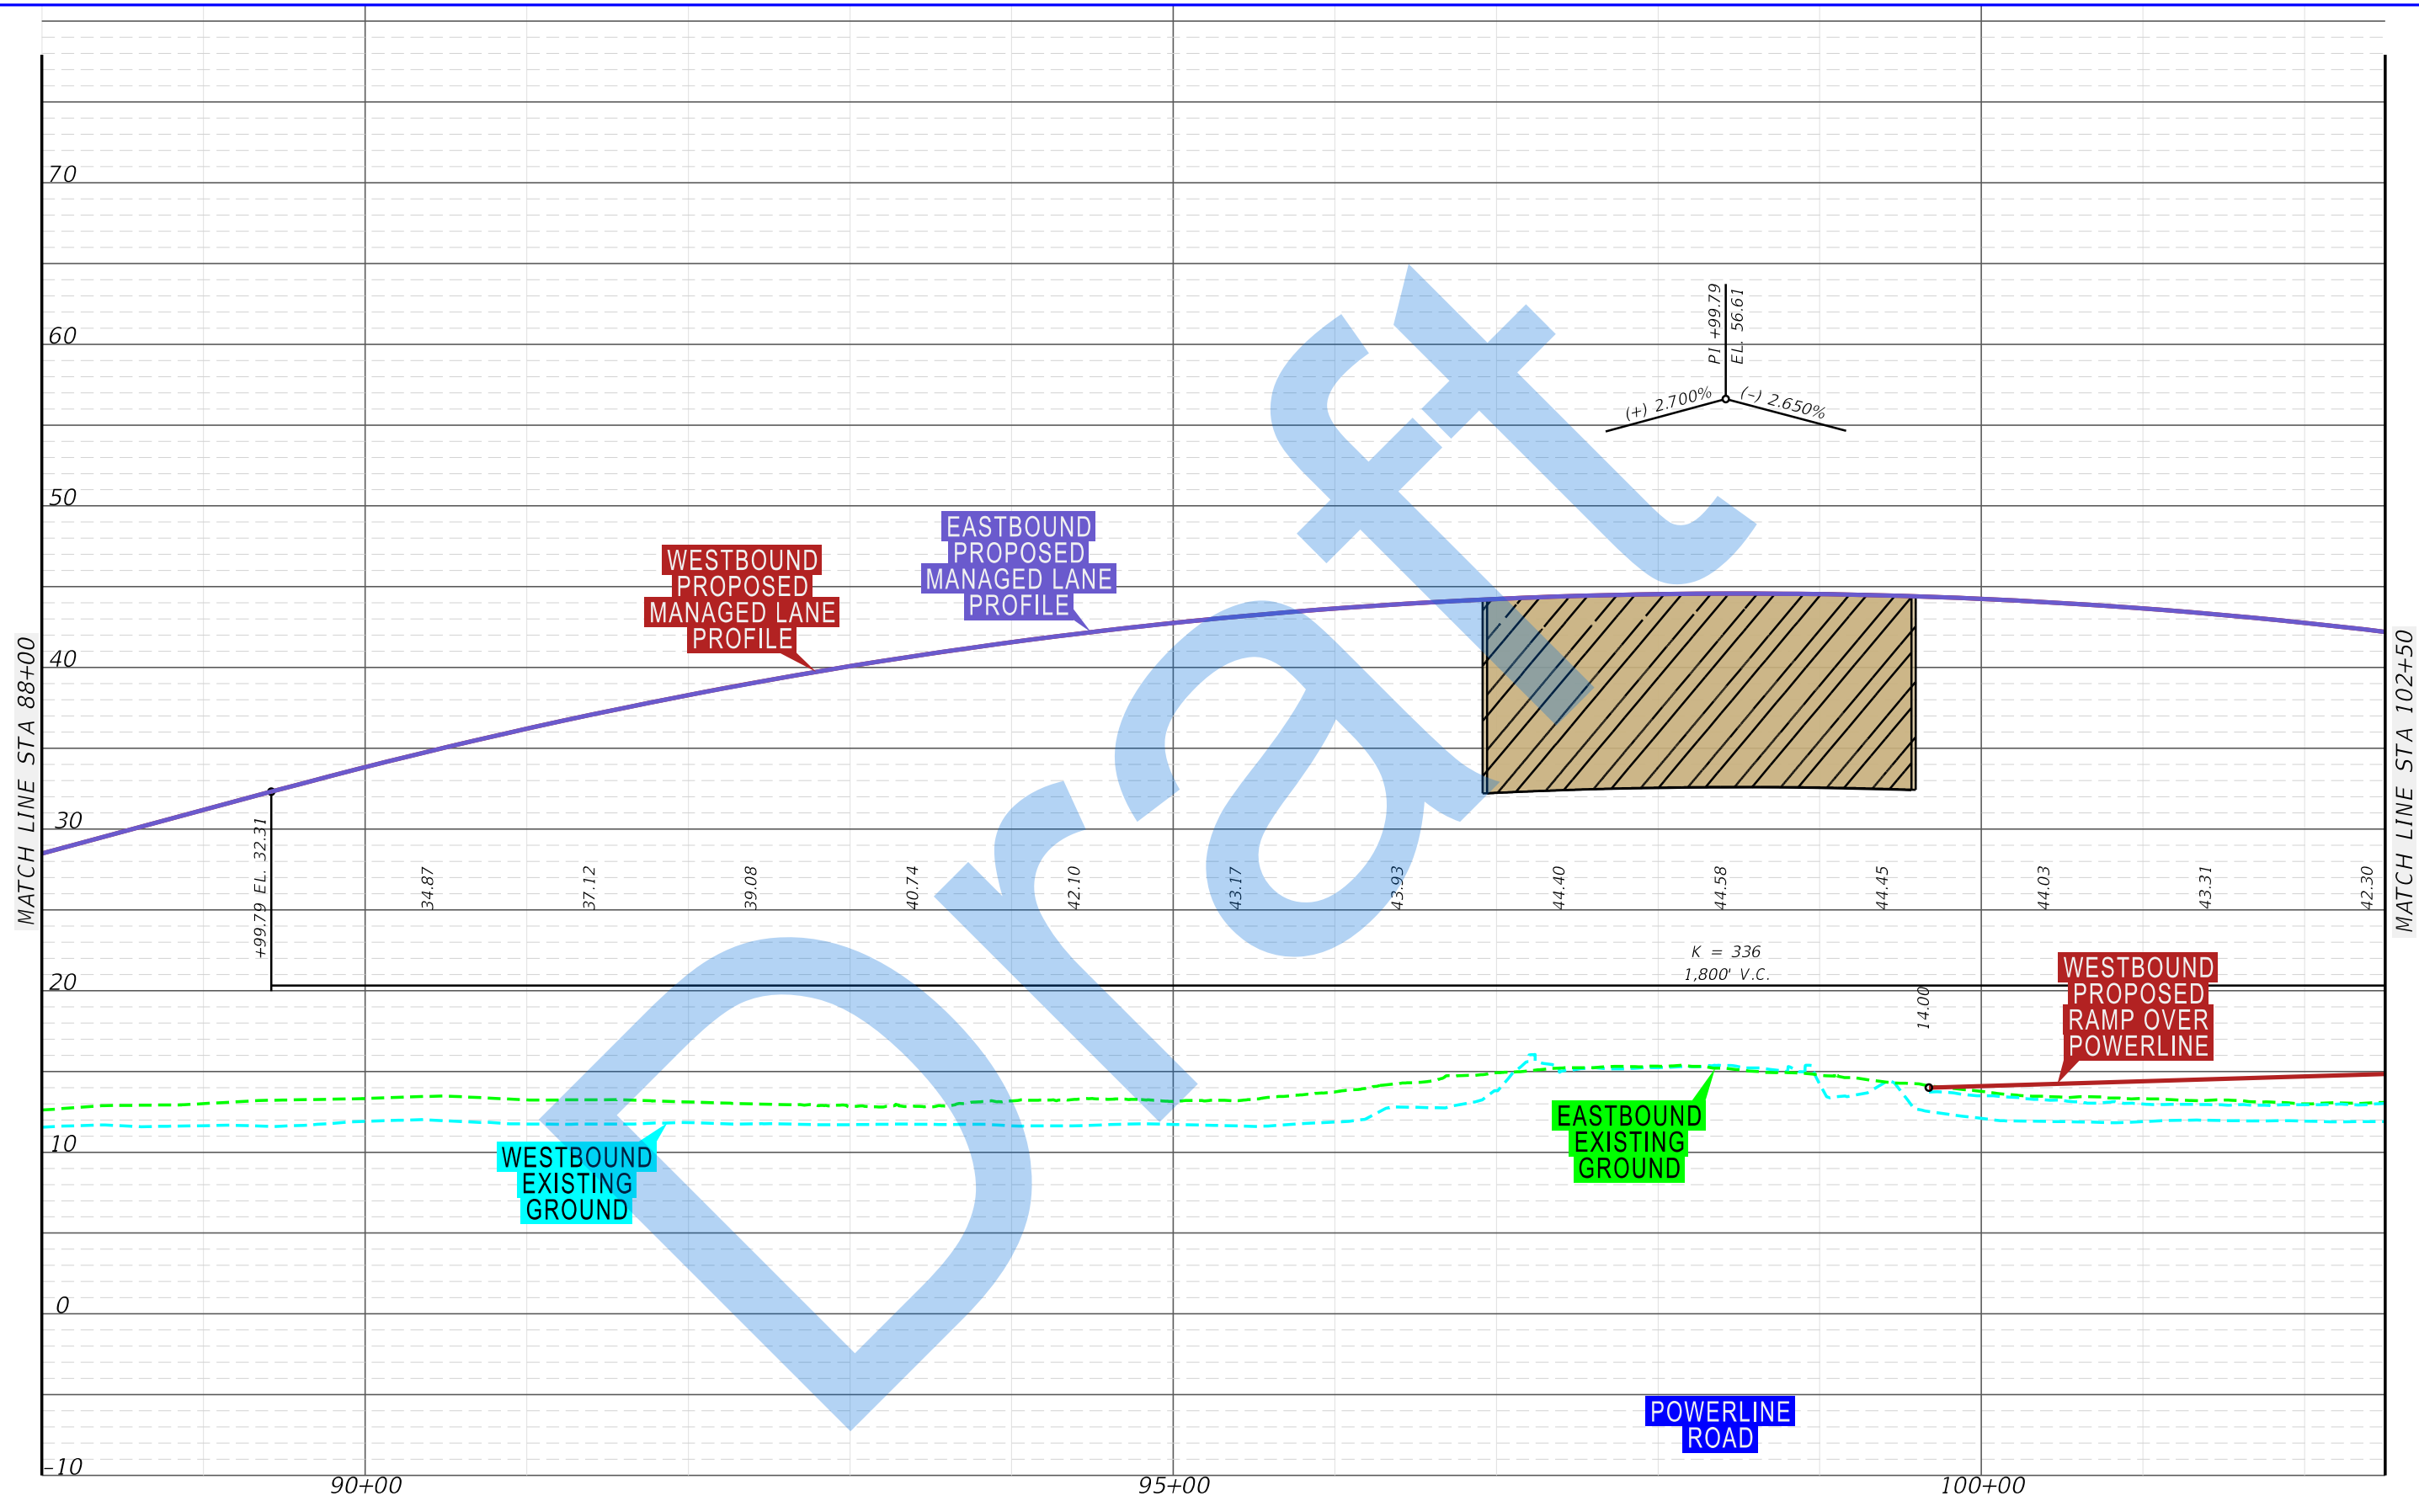 70
60
50
40
30
20
10
0
-10
MATCH LINE STA 88+00
MATCH LINE STA 102+50
PI +99.79
EL. 56.61
(+) 2.700%
(-) 2.650%
EASTBOUND
PROPOSED
MANAGED LANE
PROFILE
WESTBOUND
PROPOSED
MANAGED LANE
PROFILE
Draft
+99.79 EL. 32.31
34.87
37.12
39.08
40.74
42.10
43.17
43.93
44.40
44.58
44.45
44.03
43.31
42.30
K = 336
1,800' V.C.
14.00
WESTBOUND
PROPOSED
RAMP OVER
POWERLINE
EASTBOUND
EXISTING
GROUND
WESTBOUND
EXISTING
GROUND
POWERLINE
ROAD
90+00
95+00
100+00